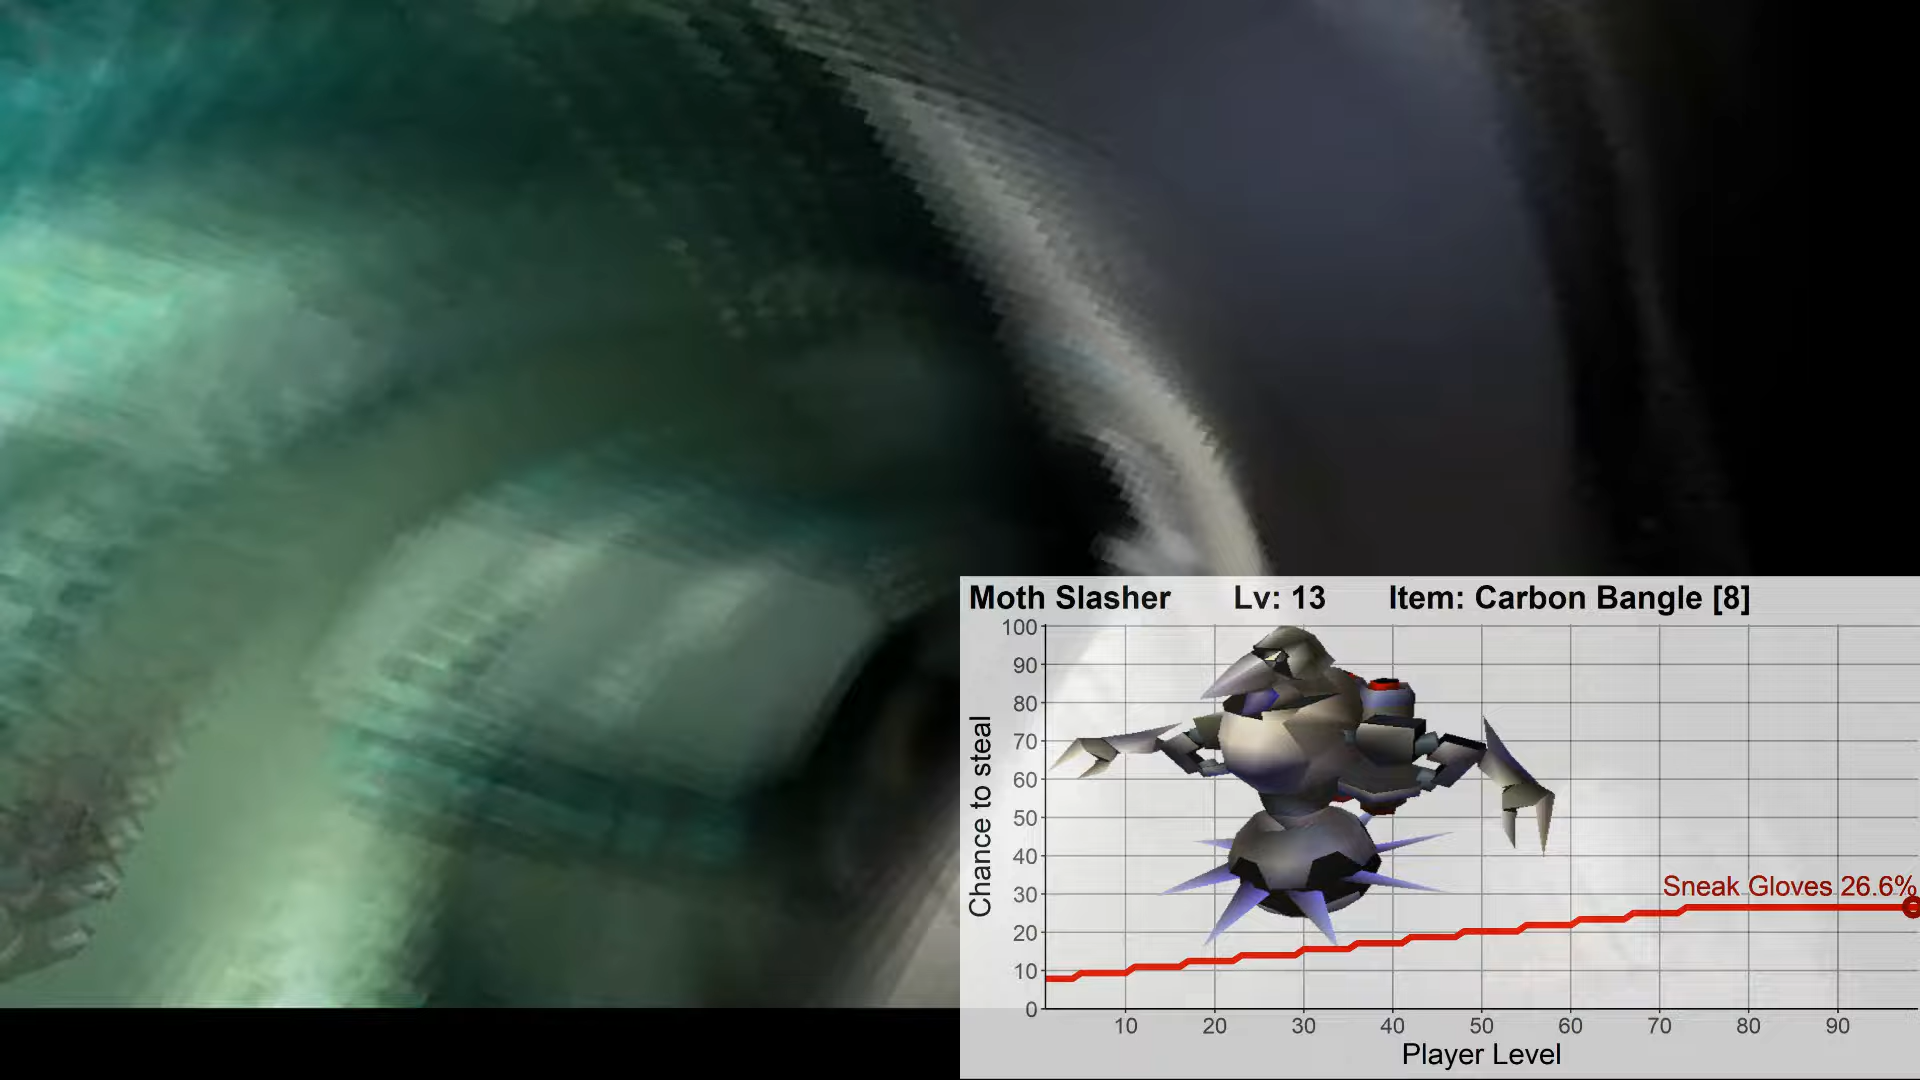 Moth Slasher Lv: 13 Item: Carbon Bangle [8]
100
90
80
70
60
50
40
30
20
10
0
Chance to steal
Sneak Gloves 26.6%
10 20 30 40 50 60 70 80 90
Player Level